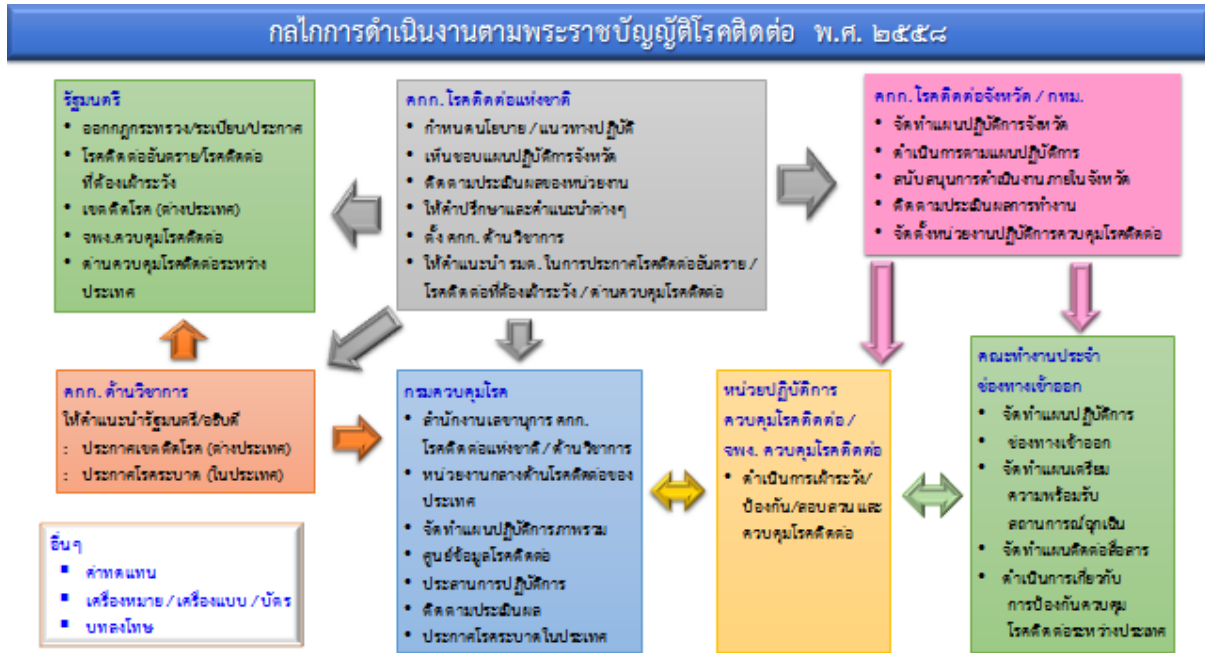 กลไกการดำเนินงานตามพระราชบัญญัติโรคติดต่อ พ.ศ. ๒๕๕๘
รัฐมนตรี
• ออกกฎกระทรวง/ระเบียบ/ประกาศ
• โรคติดต่ออันตราย/โรคติดต่อ
ที่ต้องเฝ้าระวัง
• เขตติดโรค (ต่างประเทศ)
• จพง.ควบคุมโรคติดต่อ
• ด่านควบคุมโรคติดต่อระหว่าง
ประเทศ
คกก. โรคติดต่อแห่งชาติ
• กำหนดนโยบาย / แนวทางปฏิบัติ
• เห็นชอบแผนปฏิบัติการจังหวัด
• ติดตามประเมินผลของหน่วยงาน
• ให้คำปรึกษาและคำแนะนำต่างๆ
• ตั้ง คกก. ด้านวิชาการ
• ให้คำแนะนำ รมต. ในการประกาศโรคติดต่ออันตราย /
โรคติดต่อที่ต้องเฝ้าระวัง / ด่านควบคุมโรคติดต่อ
คกก. โรคติดต่อจังหวัด / กทม.
• จัดทำแผนปฏิบัติการจังหวัด
• ดำเนินการตามแผนปฏิบัติการ
• สนับสนุนการดำเนินงานภายในจังหวัด
• ติดตามประเมินผลการทำงาน
• จัดตั้งหน่วยงานปฏิบัติการควบคุมโรคติดต่อ
คกก. ด้านวิชาการ
ให้คำแนะนำรัฐมนตรี/อธิบดี
: ประกาศเขตติดโรค (ต่างประเทศ)
: ประกาศโรคระบาด (ในประเทศ)
กรมควบคุมโรค
• สำนักงานเลขานุการ คกก.
โรคติดต่อแห่งชาติ / ด้านวิชาการ
• หน่วยงานกลางด้านโรคติดต่อของ
ประเทศ
• จัดทำแผนปฏิบัติการภาพรวม
• ศูนย์ข้อมูลโรคติดต่อ
• ประสานการปฏิบัติการ
• ติดตามประเมินผล
• ประกาศโรคระบาดในประเทศ
หน่วยปฏิบัติการ
ควบคุมโรคติดต่อ /
จพง. ควบคุมโรคติดต่อ
• ดำเนินการเฝ้าระวัง/
ป้องกัน/สอบสวน และ
ควบคุมโรคติดต่อ
คณะทำงานประจำ
ช่องทางเข้าออก
• จัดทำแผนปฏิบัติการ
• ช่องทางเข้าออก
• จัดทำแผนเตรียม
ความพร้อมรับ
สถานการณ์ฉุกเฉิน
• จัดทำแผนติดต่อสื่อสาร
• ดำเนินการเกี่ยวกับ
การป้องกันควบคุม
โรคติดต่อระหว่างประเทศ
อื่นๆ
▪ ค่าทดแทน
▪ เครื่องหมาย / เครื่องแบบ / บัตร
▪ บทลงโทษ